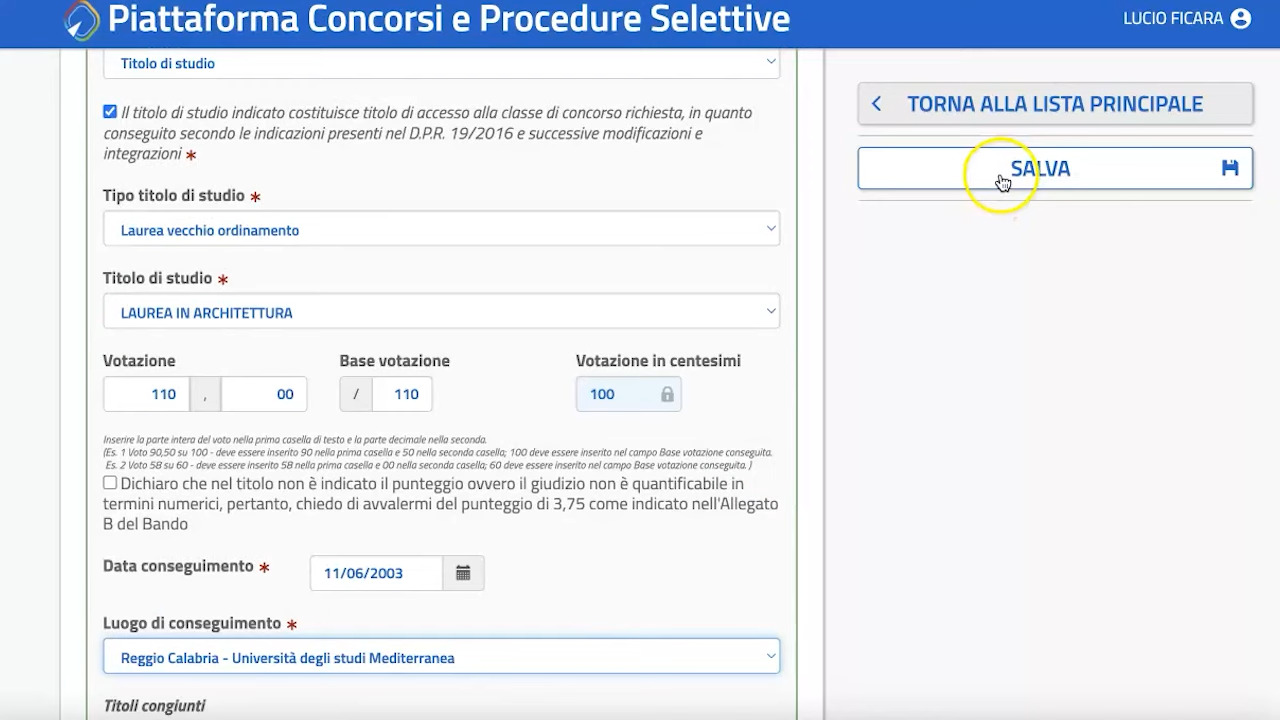 Piattaforma Concorsi e Procedure Selettive
LUCIO FICARA
Titolo di studio
Il titolo di studio indicato costituisce titolo di accesso alla classe di concorso richiesta, in quanto
conseguito secondo le indicazioni presenti nel D.P.R. 19/2016 e successive modificazioni e
integrazioni *
Tipo titolo di studio *
Laurea vecchio ordinamento
Titolo di studio *
LAUREA IN ARCHITETTURA
Votazione Base votazione Votazione in centesimi
110 , 00 / 110 100
Inserire la parte intera del voto nella prima casella di testo e la parte decimale nella seconda.
(Es. 1 Voto 90,50 su 100 - deve essere inserito 90 nella prima casella e 50 nella seconda casella; 100 deve essere inserito nel campo Base votazione conseguita.
Es. 2 Voto 58 su 60 - deve essere inserito 58 nella prima casella e 00 nella seconda casella; 60 deve essere inserito nel campo Base votazione conseguita. )
Dichiaro che nel titolo non è indicato il punteggio ovvero il giudizio non è quantificabile in
termini numerici, pertanto, chiedo di avvalermi del punteggio di 3,75 come indicato nell'Allegato
B del Bando
Data conseguimento * 11/06/2003
Luogo di conseguimento *
Reggio Calabria - Università degli studi Mediterranea
Titoli congiunti
TORNA ALLA LISTA PRINCIPALE
SALVA